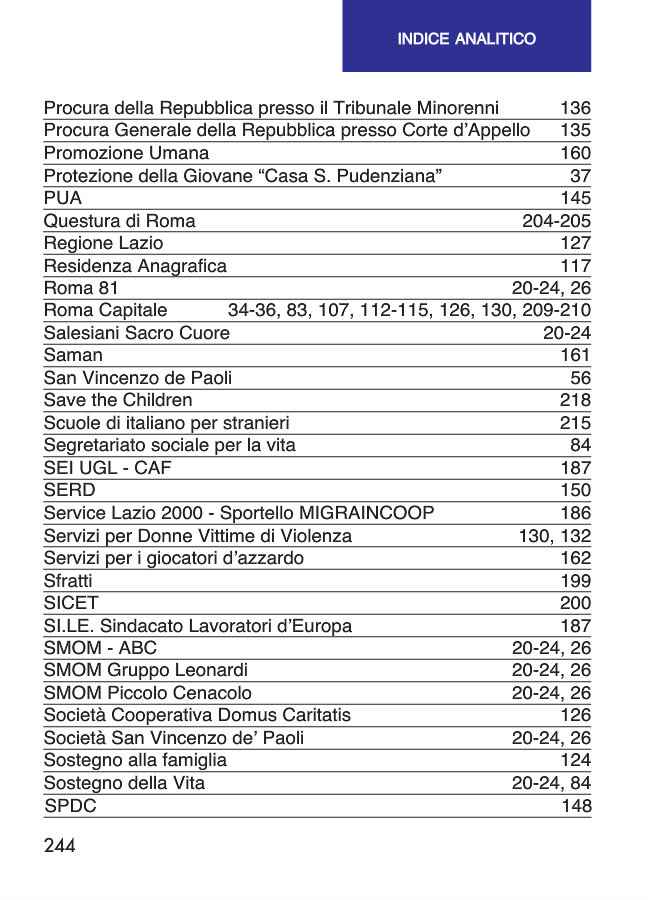 INDICE ANALITICO
Procura della Repubblica presso il Tribunale Minorenni 136
Procura Generale della Repubblica presso Corte d'Appello 135
Promozione Umana 160
Protezione della Giovane “Casa S. Pudenziana” 37
PUA 145
Questura di Roma 204-205
Regione Lazio 127
Residenza Anagrafica 117
Roma 81 20-24, 26
Roma Capitale 34-36, 83, 107, 112-115, 126, 130, 209-210
Salesiani Sacro Cuore 20-24
Saman 161
San Vincenzo de Paoli 56
Save the Children 218
Scuole di italiano per stranieri 215
Segretariato sociale per la vita 84
SEI UGL - CAF 187
SERD 150
Service Lazio 2000 - Sportello MIGRAINCOOP 186
Servizi per Donne Vittime di Violenza 130, 132
Servizi per i giocatori d'azzardo 162
Sfratti 199
SICET 200
SI.LE. Sindacato Lavoratori d'Europa 187
SMOM - ABC 20-24, 26
SMOM Gruppo Leonardi 20-24, 26
SMOM Piccolo Cenacolo 20-24, 26
Società Cooperativa Domus Caritatis 126
Società San Vincenzo de' Paoli 20-24, 26
Sostegno alla famiglia 124
Sostegno della Vita 20-24, 84
SPDC 148
244